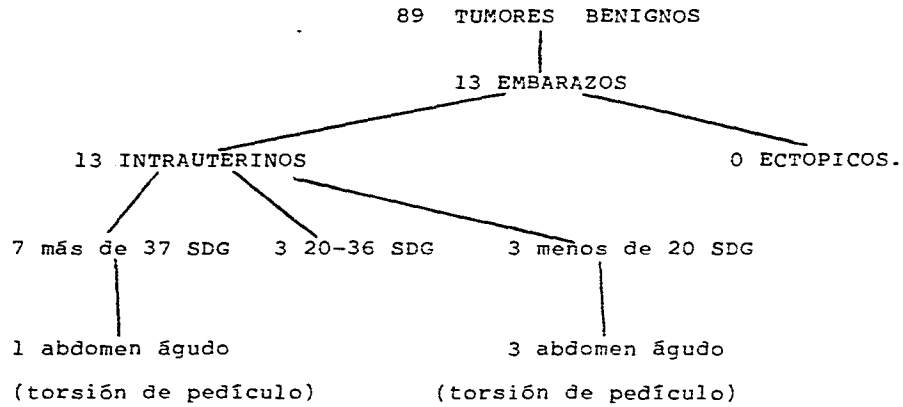 89 TUMORES BENIGNOS
13 EMBARAZOS
13 INTRAUTERINOS 0 ECTOPICOS.
7 más de 37 SDG 3 20-36 SDG 3 menos de 20 SDG
1 abdomen águdo 3 abdomen águdo
(torsión de pedículo) (torsión de pedículo)